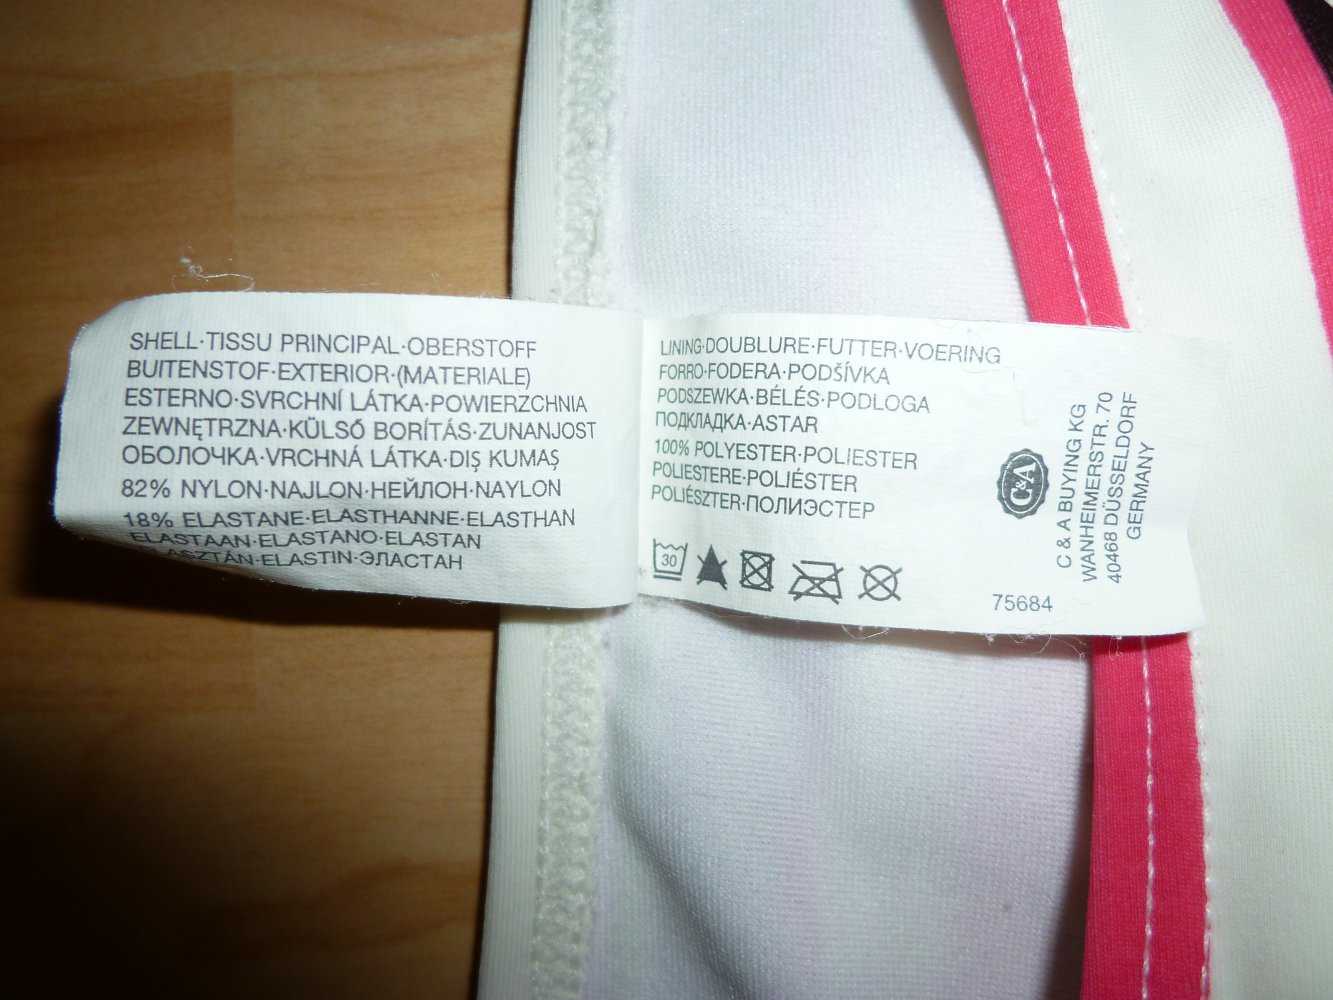 SHELL·TISSU PRINCIPAL·OBERSTOFF
BUITENSTOF·EXTERIOR·(MATERIALE)
ESTERNO·SVRCHNÍ LÁTKA·POWIERZCHNIA
ZEWNĘTRZNA·KÜLSŐ BORÍTÁS·ZUNANJOST
ОБОЛОЧКА·VRCHNÁ LÁTKA·DIŞ KUMAŞ
82% NYLON·NAJLON·НЕЙЛОН·NAYLON
18% ELASTANE·ELASTHANNE·ELASTHAN
ELASTAAN·ELASTANO·ELASTAN
ELASZTÁN·ELASTIN·ЭЛАСТАН
LINING·DOUBLURE·FUTTER·VOERING
FORRO·FODERA·PODŠÍVKA
PODSZEWKA·BÉLÉS·PODLOGA
ПОДКЛАДКА·ASTAR
100% POLYESTER·POLIESTER
POLIESTERE·POLIÉSTER
POLIÉSZTER·ПОЛИЭСТЕР
30
75684
C&A
C & A BUYING KG
WANHEIMERSTR. 70
40468 DÜSSELDORF
GERMANY